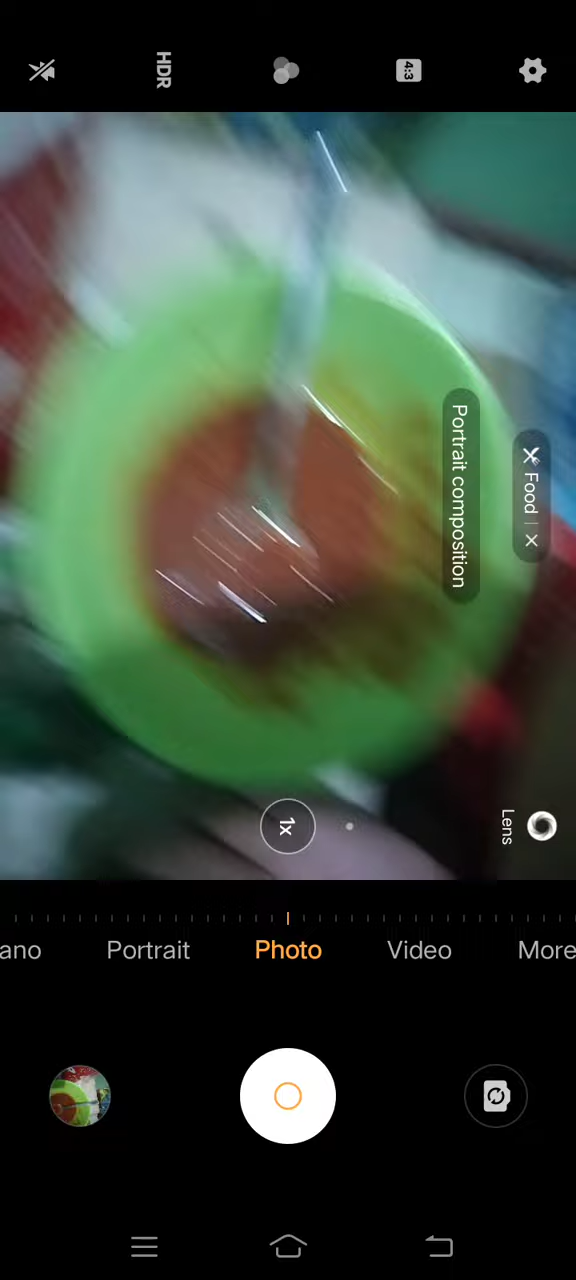 HDR
4:3
Food
Portrait composition
1x
Lens
ano
Portrait
Photo
Video
More